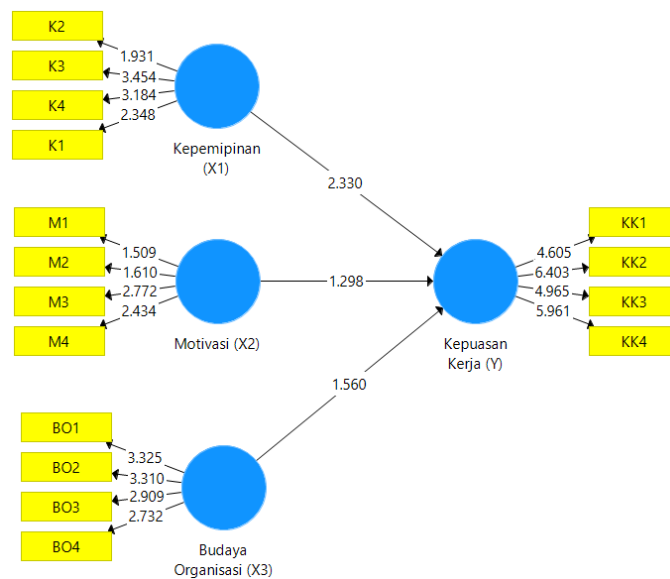 K2
K3
K4
K1
1.931
3.454
3.184
2.348
Kepemipinan
(X1)
2.330
M1
M2
M3
M4
1.509
1.610
2.772
2.434
Motivasi (X2)
1.298
KK1
KK2
KK3
KK4
4.605
6.403
4.965
5.961
Kepuasan
Kerja (Y)
1.560
BO1
BO2
BO3
BO4
3.325
3.310
2.909
2.732
Budaya
Organisasi (X3)